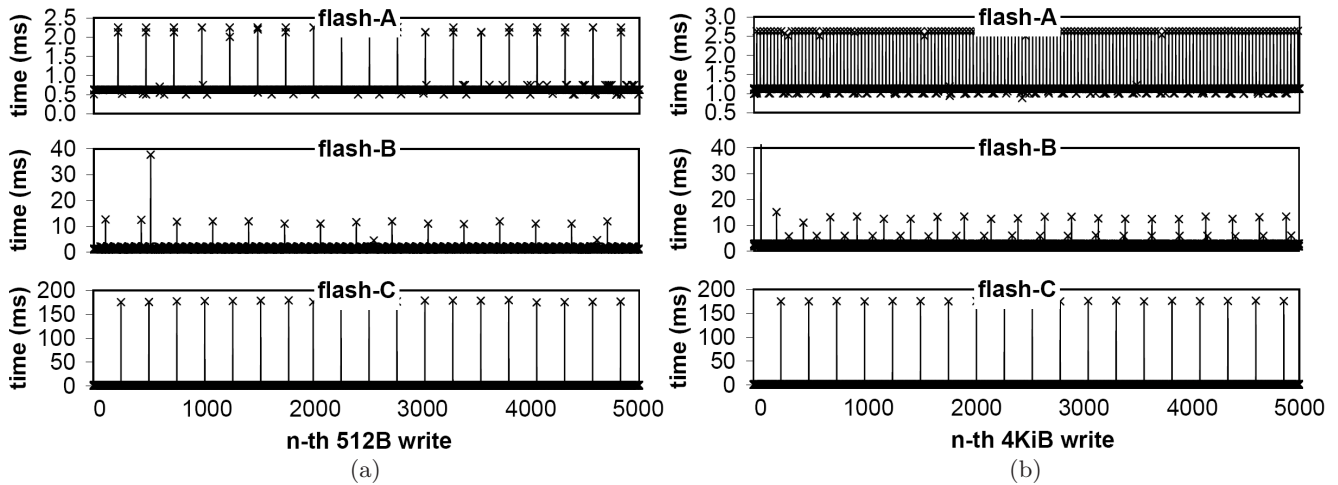 flash-A
time (ms)
2.5
2.0
1.5
1.0
0.5
0.0
flash-B
time (ms)
40
30
20
10
0
flash-C
time (ms)
200
150
100
50
0
0 1000 2000 3000 4000 5000
n-th 512B write
(a)
flash-A
time (ms)
3.0
2.5
2.0
1.5
1.0
0.5
flash-B
time (ms)
40
30
20
10
0
flash-C
time (ms)
200
150
100
50
0
0 1000 2000 3000 4000 5000
n-th 4KiB write
(b)